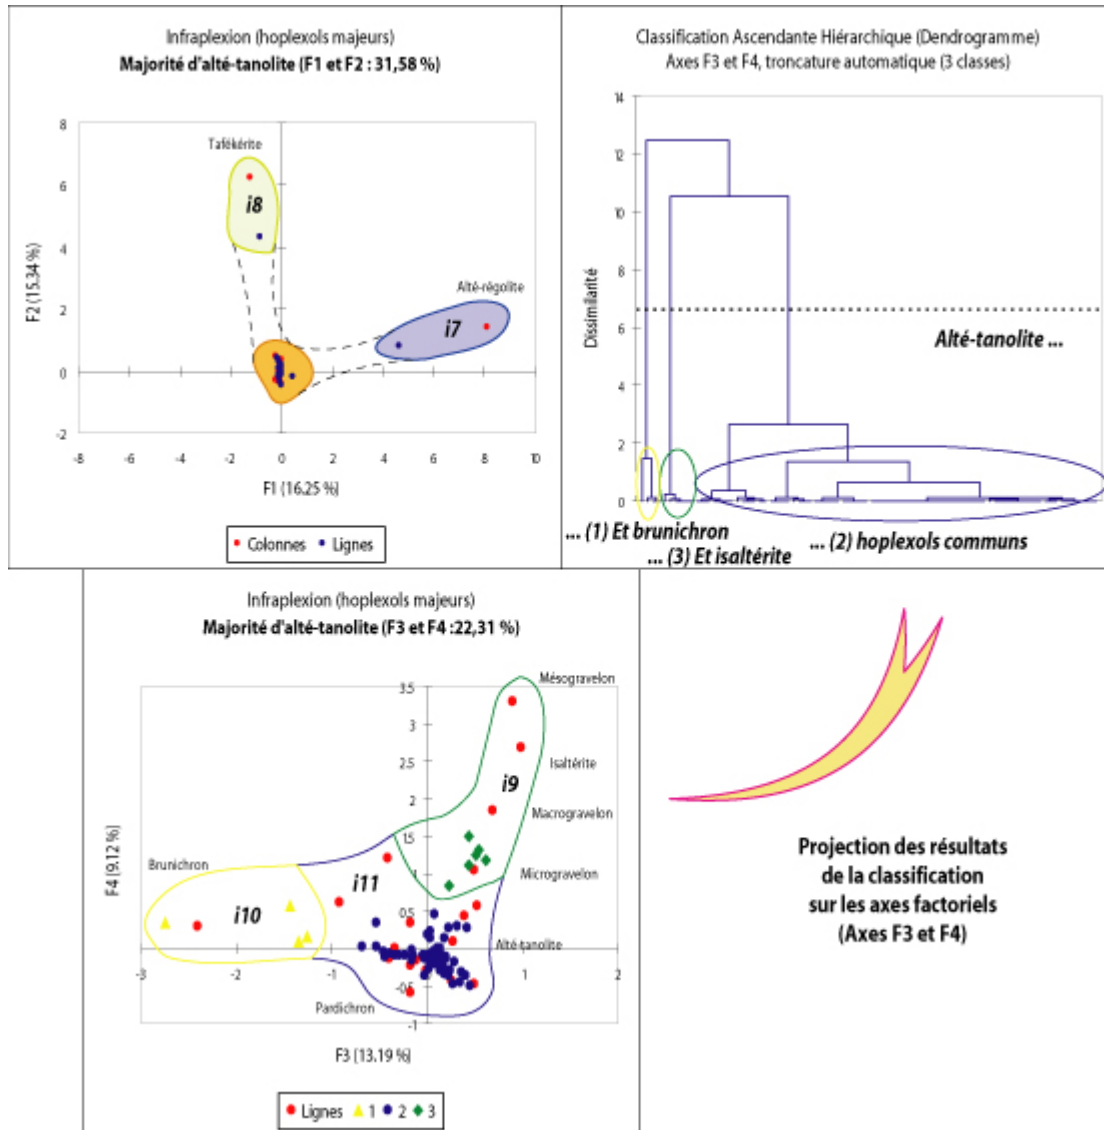 Infraplexion (hoplexols majeurs)
Majorité d'alté-tanolite (F1 et F2 : 31,58 %)
8
6
4
2
0
-2
F2 (15.34 %)
Tafékérite
i8
Alté-régolite
i7
-8 -6 -4 -2 0 2 4 6 8 10
F1 (16.25 %)
Colonnes Lignes
Classification Ascendante Hiérarchique (Dendrogramme)
Axes F3 et F4, troncature automatique (3 classes)
14
12
10
8
6
4
2
0
Dissimilarité
Alté-tanolite ...
... (1) Et brunichron
... (2) hoplexols communs
... (3) Et isaltérite
Infraplexion (hoplexols majeurs)
Majorité d'alté-tanolite (F3 et F4 :22,31 %)
3.5
3
2.5
2
1.5
1
0.5
-0.5
-1
F4 (9.12 %)
Mésogravelon
Isaltérite
i9
Macrogravelon
Microgravelon
Brunichron
i11
i10
Alté-tanolite
Pardichron
-3 -2 -1 1 2
F3 (13.19 %)
Lignes 1 2 3
Projection des résultats
de la classification
sur les axes factoriels
(Axes F3 et F4)